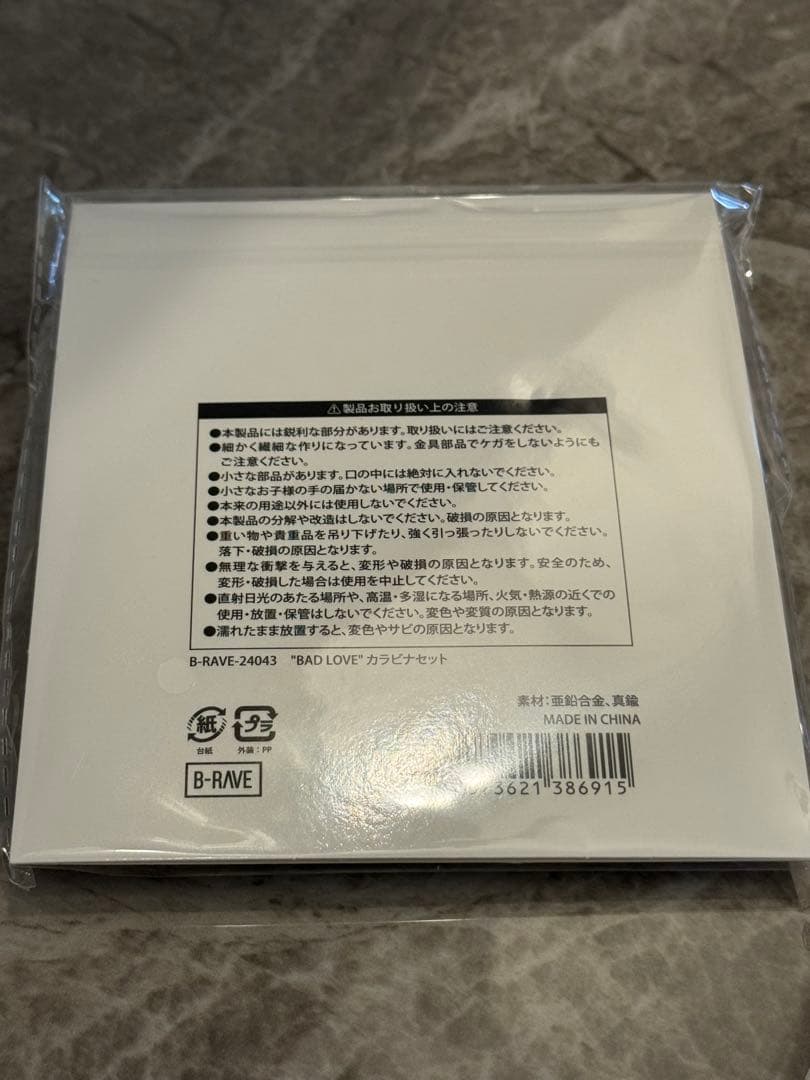 ⚠製品お取り扱い上の注意
●本製品には鋭利な部分があります。取り扱いにはご注意ください。
●細かく繊細な作りになっています。金具部品でケガをしないようにも
ご注意ください。
●小さな部品があります。口の中には絶対に入れないでください。
●小さなお子様の手の届かない場所で使用・保管してください。
●本来の用途以外には使用しないでください。
●本製品の分解や改造はしないでください。破損の原因となります。
●重い物や貴重品を吊り下げたり、強く引っ張ったりしないでください。
落下・破損の原因となります。
●無理な衝撃を与えると、変形や破損の原因となります。安全のため、
変形・破損した場合は使用を中止してください。
●直射日光のあたる場所や、高温・多湿になる場所、火気・熱源の近くでの
使用・放置・保管はしないでください。変色や変質の原因となります。
●濡れたまま放置すると、変色やサビの原因となります。
B-RAVE-24043 "BAD LOVE" カラビナセット
素材：亜鉛合金、真鍮
MADE IN CHINA
紙 プラ
台紙 外装：PP
B-RAVE
73621 386915